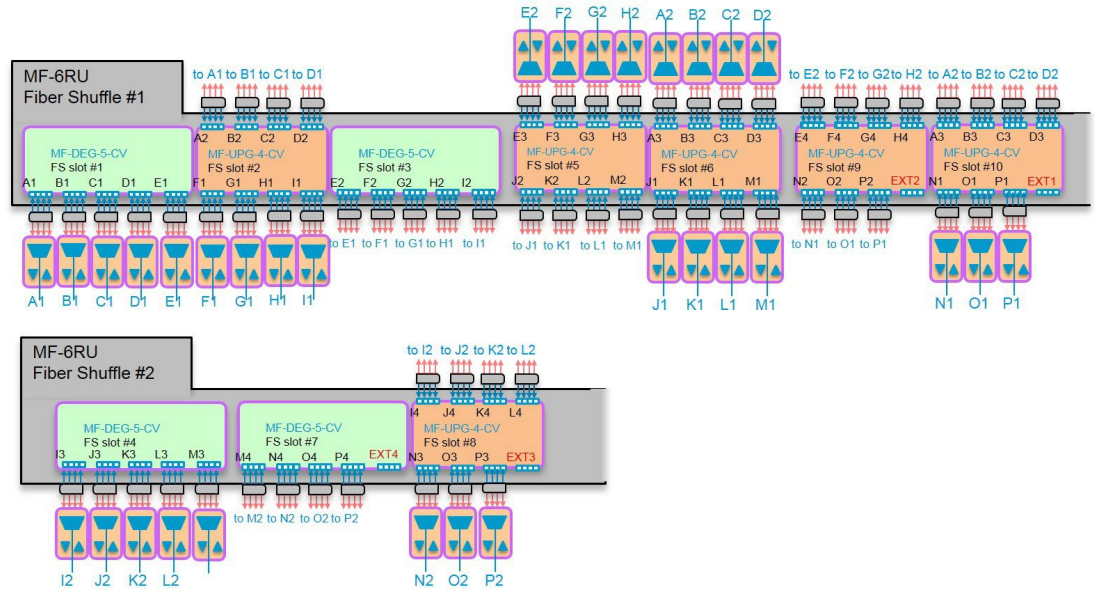 E2 F2 G2 H2 A2 B2 C2 D2
MF-6RU
Fiber Shuffle #1
to A1 to B1 to C1 to D1
to E2 to F2 to G2 to H2 to A2 to B2 to C2 to D2
A2 B2 C2 D2
E3 F3 G3 H3
A3 B3 C3 D3
E4 F4 G4 H4
A3 B3 C3 D3
MF-DEG-5-CV
FS slot #1
A1 B1 C1 D1 E1
MF-UPG-4-CV
FS slot #2
F1 G1 H1 I1
MF-DEG-5-CV
FS slot #3
E2 F2 G2 H2 I2
MF-UPG-4-CV
FS slot #5
J2 K2 L2 M2
MF-UPG-4-CV
FS slot #6
J1 K1 L1 M1
MF-UPG-4-CV
FS slot #9
N2 O2 P2 EXT2
MF-UPG-4-CV
FS slot #10
N1 O1 P1 EXT1
to E1 to F1 to G1 to H1 to I1
to J1 to K1 to L1 to M1
to N1 to O1 to P1
A1 B1 C1 D1 E1 F1 G1 H1 I1
J1 K1 L1 M1
N1 O1 P1
MF-6RU
Fiber Shuffle #2
to I2 to J2 to K2 to L2
I4 J4 K4 L4
MF-DEG-5-CV
FS slot #4
I3 J3 K3 L3 M3
MF-DEG-5-CV
FS slot #7
M4 N4 O4 P4 EXT4
MF-UPG-4-CV
FS slot #8
N3 O3 P3 EXT3
to M2 to N2 to O2 to P2
I2 J2 K2 L2
N2 O2 P2